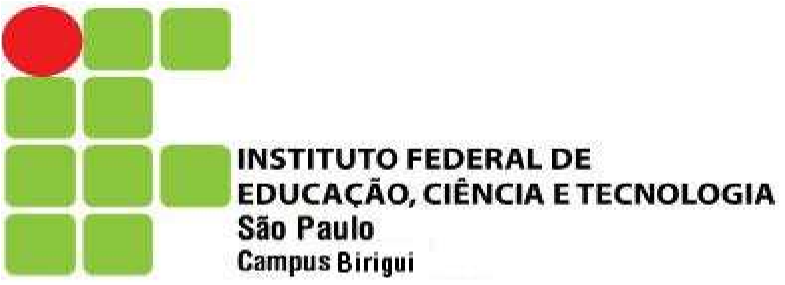 INSTITUTO FEDERAL DE
EDUCAÇÃO, CIÊNCIA E TECNOLOGIA
São Paulo
Campus Birigui